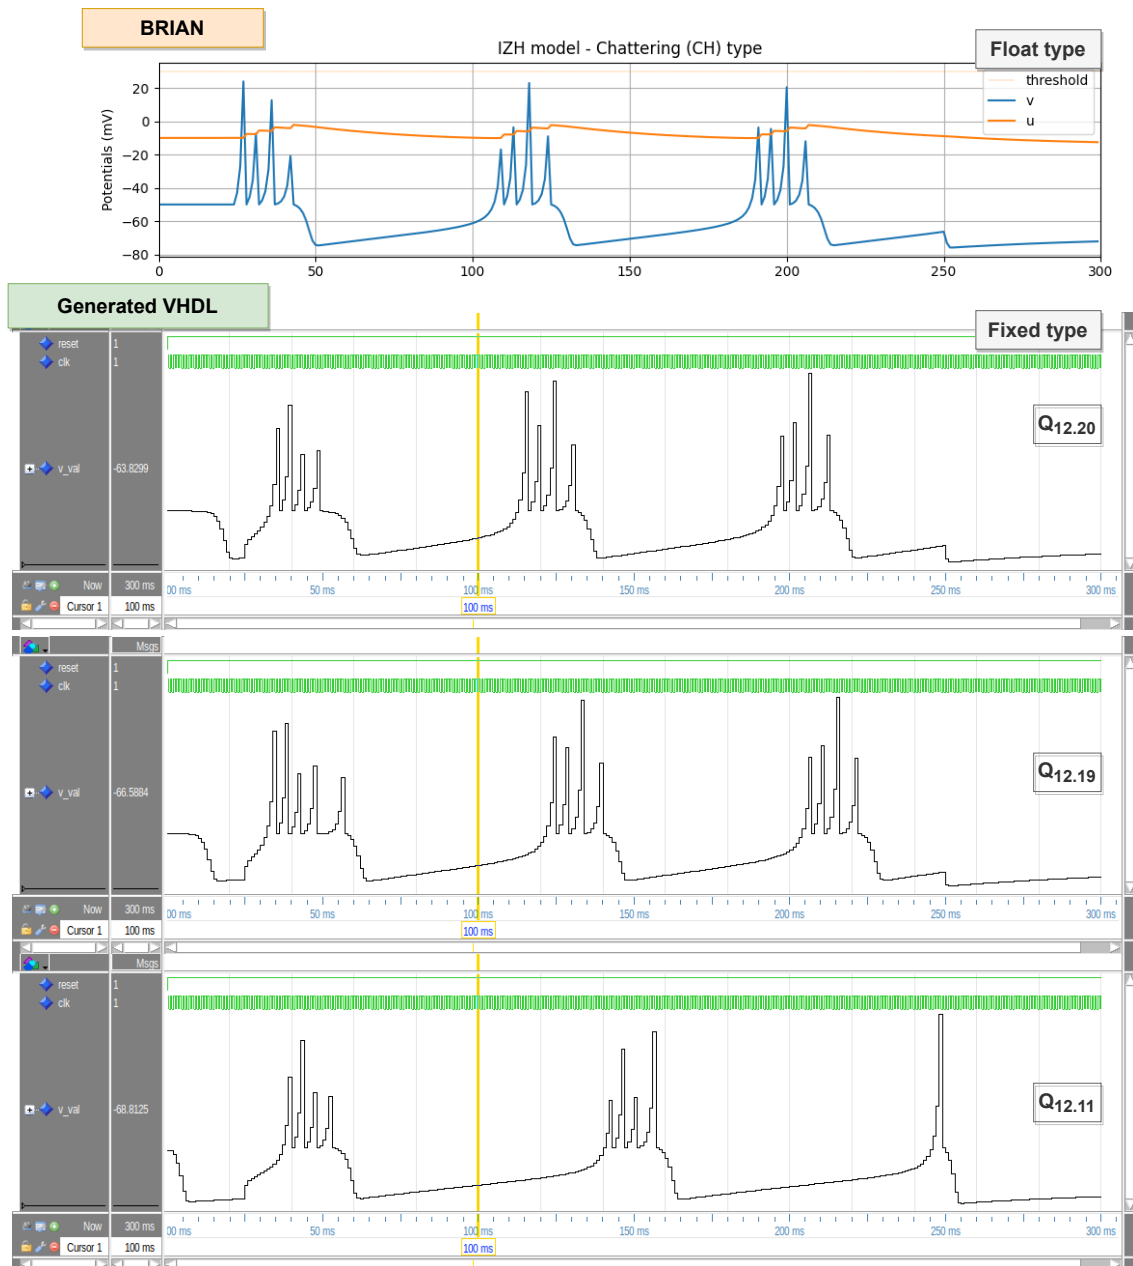 BRIAN
IZH model - Chattering (CH) type
Float type
threshold
v
u
Potentials (mV)
20
0
−20
−40
−60
−80
0 50 100 150 200 250 300
Generated VHDL
Fixed type
reset 1
clk 1
v_val -63.8299
Q12.20
Now 300 ms
00 ms 50 ms 100 ms 150 ms 200 ms 250 ms 300 ms
Cursor 1 100 ms
100 ms
Msgs
reset 1
clk 1
v_val -66.5884
Q12.19
Now 300 ms
00 ms 50 ms 100 ms 150 ms 200 ms 250 ms 300 ms
Cursor 1 100 ms
100 ms
Msgs
reset 1
clk 1
v_val -68.8125
Q12.11
Now 300 ms
00 ms 50 ms 100 ms 150 ms 200 ms 250 ms 300 ms
Cursor 1 100 ms
100 ms